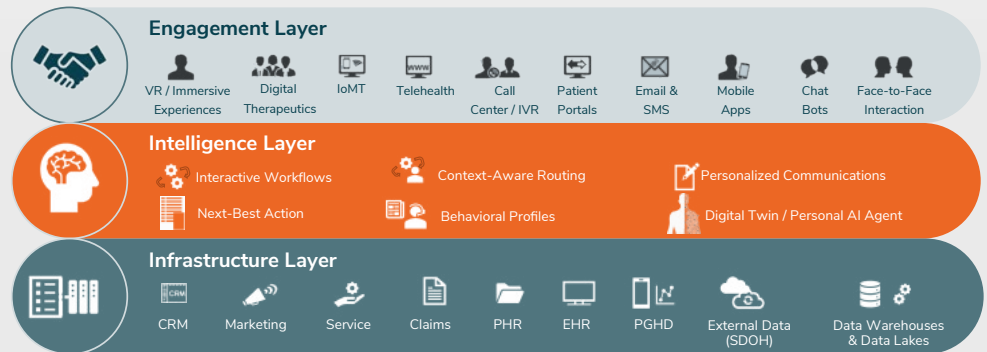 Engagement Layer
WWW
VR / Immersive
Experiences
Digital
Therapeutics
IoMT
Telehealth
Call
Center / IVR
Patient
Portals
Email &
SMS
Mobile
Apps
Chat
Bots
Face-to-Face
Interaction
Intelligence Layer
Interactive Workflows
Context-Aware Routing
Personalized Communications
Next-Best Action
Behavioral Profiles
Digital Twin / Personal AI Agent
Infrastructure Layer
CRM
CRM
Marketing
Service
Claims
PHR
EHR
PGHD
External Data
(SDOH)
Data Warehouses
& Data Lakes